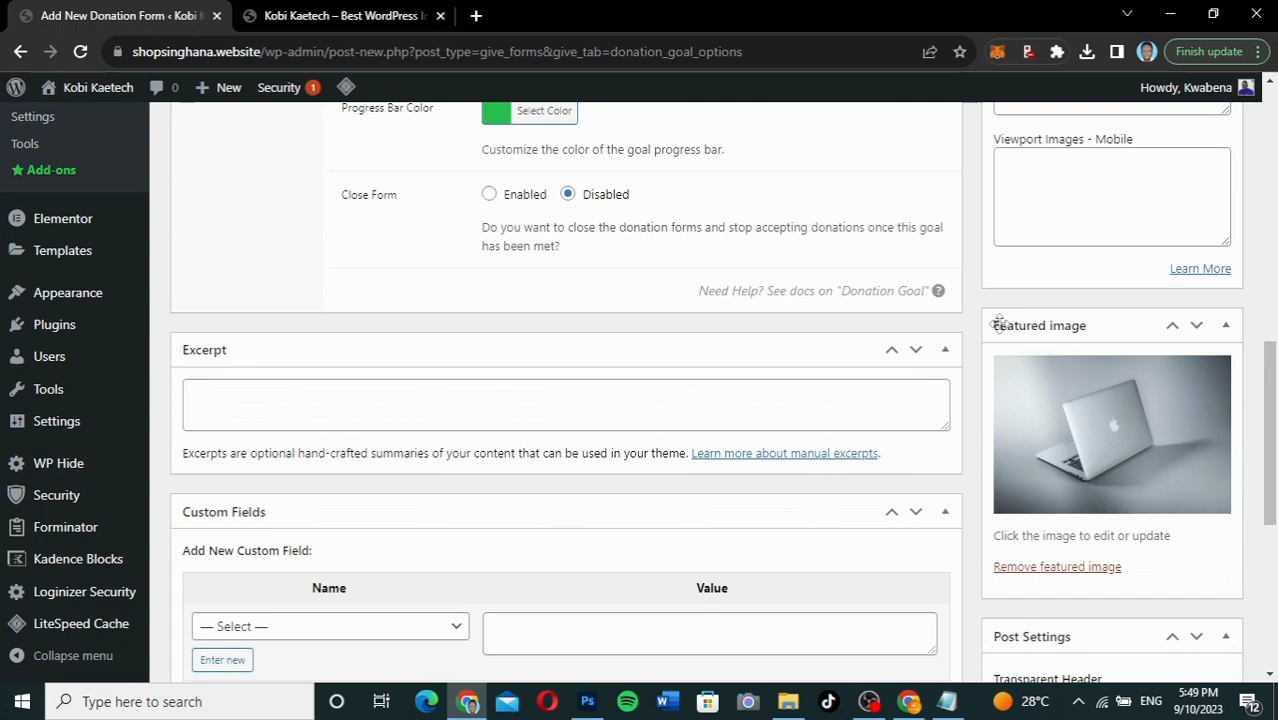 Add New Donation Form ‹ Kobi K
Kobi Kaetech – Best WordPress I
shopsinghana.website/wp-admin/post-new.php?post_type=give_forms&give_tab=donation_goal_options
Finish update
Kobi Kaetech
0
New
Security 1
Howdy, Kwabena
Settings
Tools
Add-ons
Elementor
Templates
Appearance
Plugins
Users
Tools
Settings
WP Hide
Security
Forminator
Kadence Blocks
Loginizer Security
LiteSpeed Cache
Collapse menu
Progress Bar Color
Select Color
Customize the color of the goal progress bar.
Close Form
Enabled
Disabled
Do you want to close the donation forms and stop accepting donations once this goal
has been met?
Need Help? See docs on "Donation Goal"
Excerpt
Excerpts are optional hand-crafted summaries of your content that can be used in your theme. Learn more about manual excerpts.
Custom Fields
Add New Custom Field:
Name
Value
— Select —
Enter new
Viewport Images - Mobile
Learn More
Featured image
Click the image to edit or update
Remove featured image
Post Settings
Transparent Header
Type here to search
28°C
ENG
5:49 PM
9/10/2023
12